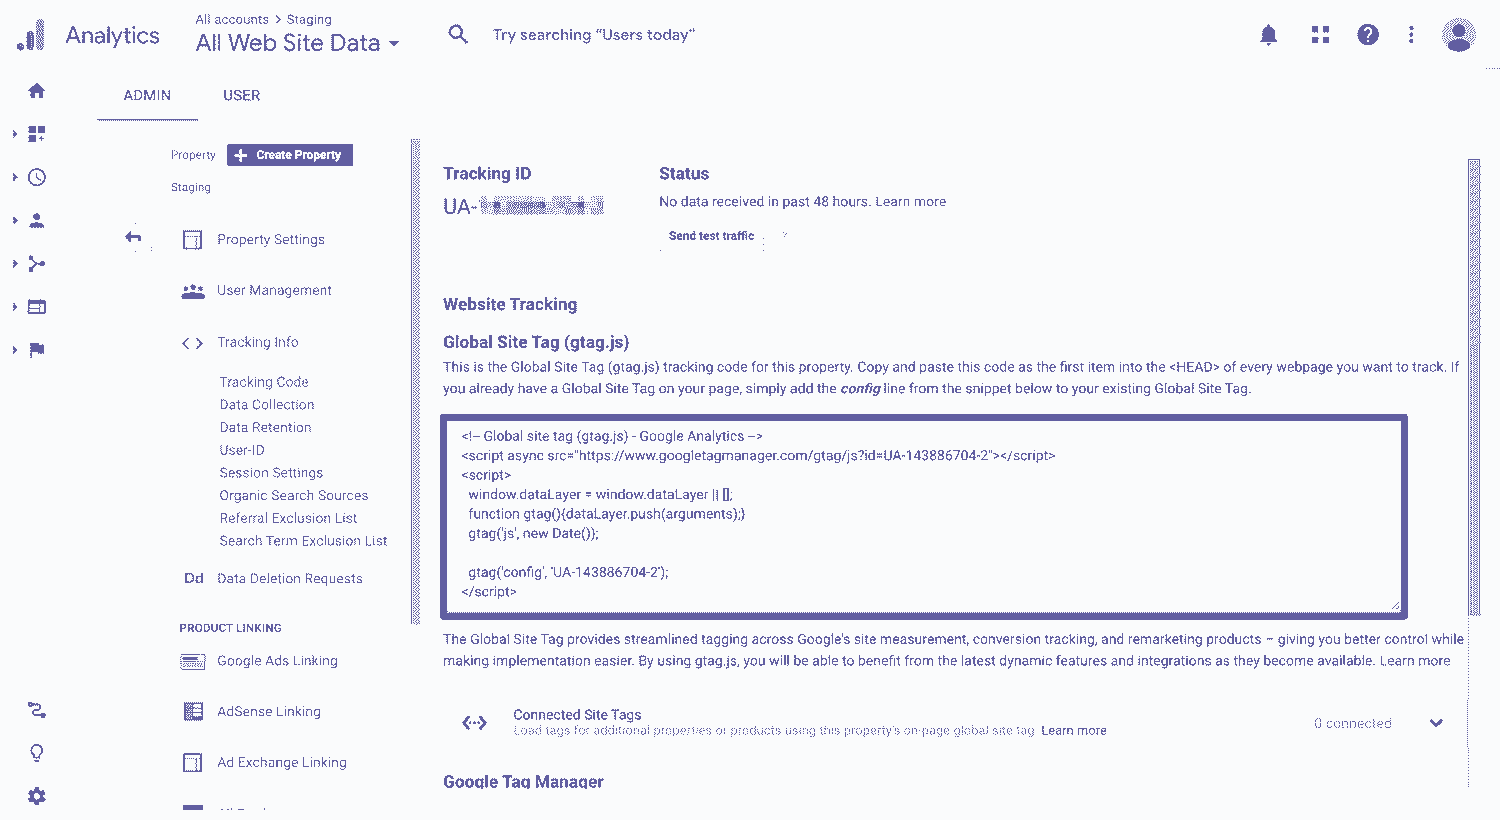 Analytics
All accounts > Staging
All Web Site Data
Try searching “Users today”
ADMIN
USER
Property
Create Property
Staging
Property Settings
User Management
Tracking Info
Tracking Code
Data Collection
Data Retention
User-ID
Session Settings
Organic Search Sources
Referral Exclusion List
Search Term Exclusion List
Dd Data Deletion Requests
PRODUCT LINKING
Google Ads Linking
AdSense Linking
Ad Exchange Linking
Tracking ID
UA-
Status
No data received in past 48 hours. Learn more
Send test traffic
Website Tracking
Global Site Tag (gtag.js)
This is the Global Site Tag (gtag.js) tracking code for this property. Copy and paste this code as the first item into the <HEAD> of every webpage you want to track. If
you already have a Global Site Tag on your page, simply add the config line from the snippet below to your existing Global Site Tag.
<!-- Global site tag (gtag.js) - Google Analytics -->
<script async src="https://www.googletagmanager.com/gtag/js?id=UA-143886704-2"></script>
<script>
window.dataLayer = window.dataLayer || [];
function gtag(){dataLayer.push(arguments);}
gtag('js', new Date());
gtag('config', 'UA-143886704-2');
</script>
The Global Site Tag provides streamlined tagging across Google's site measurement, conversion tracking, and remarketing products – giving you better control while
making implementation easier. By using gtag.js, you will be able to benefit from the latest dynamic features and integrations as they become available. Learn more
Connected Site Tags
Load tags for additional properties or products using this property's on-page global site tag. Learn more
0 connected
Google Tag Manager